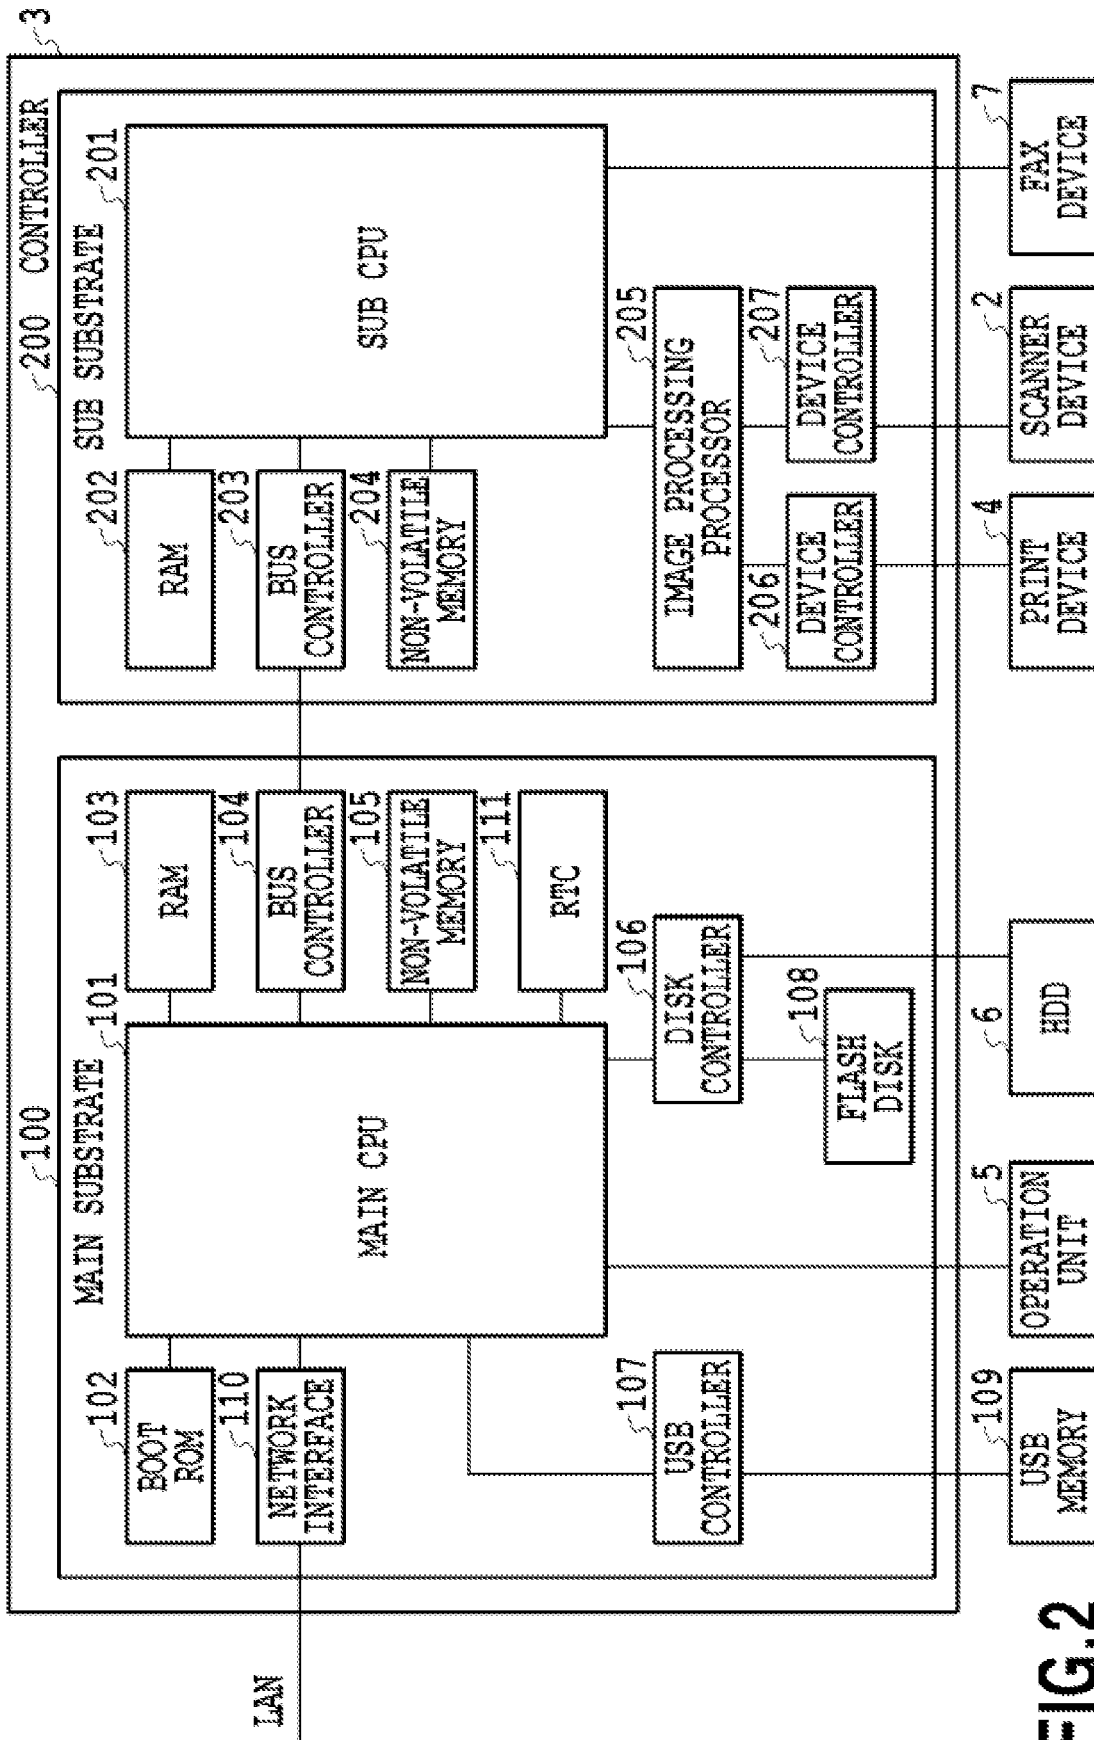 3
CONTROLLER
100
MAIN SUBSTRATE
200
SUB SUBSTRATE
102
BOOT
ROM
101
MAIN CPU
103
RAM
202
RAM
201
SUB CPU
LAN
110
NETWORK
INTERFACE
104
BUS
CONTROLLER
203
BUS
CONTROLLER
105
NON-VOLATILE
MEMORY
204
NON-VOLATILE
MEMORY
111
RTC
107
USB
CONTROLLER
106
DISK
CONTROLLER
108
FLASH
DISK
205
IMAGE PROCESSING
PROCESSOR
206
DEVICE
CONTROLLER
207
DEVICE
CONTROLLER
109
USB
MEMORY
5
OPERATION
UNIT
6
HDD
4
PRINT
DEVICE
2
SCANNER
DEVICE
7
FAX
DEVICE
FIG.2